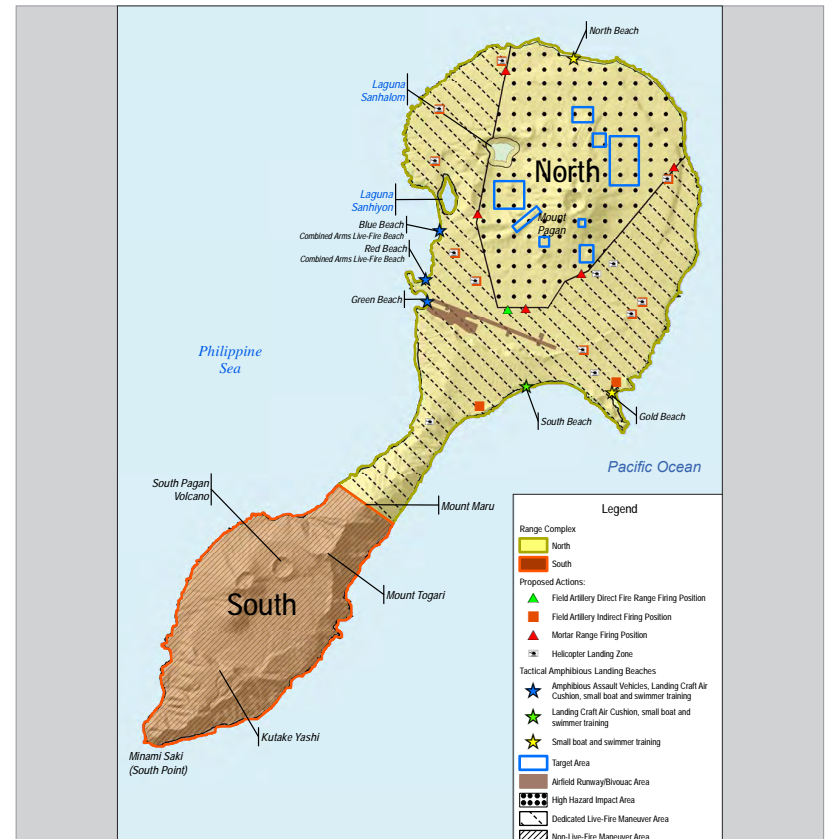 North Beach
Laguna
Sanhalom
North
Laguna
Sanhiyon
Mount
Pagan
Blue Beach
Combined Arms Live-Fire Beach
Red Beach
Combined Arms Live-Fire Beach
Green Beach
Philippine
Sea
South Beach
Gold Beach
Pacific Ocean
South Pagan
Volcano
Mount Maru
Mount Togari
South
Kutake Yashi
Minami Saki
(South Point)
Legend
Range Complex
North
South
Proposed Actions:
Field Artillery Direct Fire Range Firing Position
Field Artillery Indirect Firing Position
Mortar Range Firing Position
Helicopter Landing Zone
Tactical Amphibious Landing Beaches
Amphibious Assault Vehicles, Landing Craft Air
Cushion, small boat and swimmer training
Landing Craft Air Cushion, small boat and
swimmer training
Small boat and swimmer training
Target Area
Airfield Runway/Bivouac Area
High Hazard Impact Area
Dedicated Live-Fire Maneuver Area
Non-Live-Fire Maneuver Area